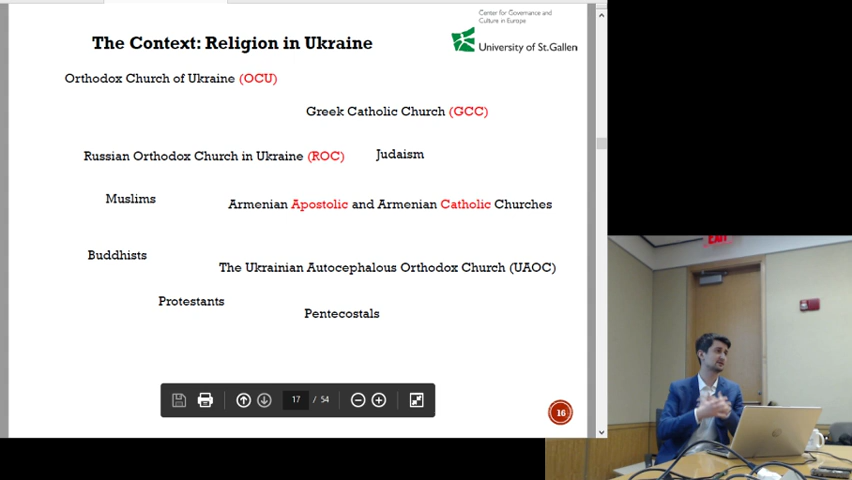 Center for Governance and
Culture in Europe
The Context: Religion in Ukraine
University of St.Gallen
Orthodox Church of Ukraine (OCU)
Greek Catholic Church (GCC)
Russian Orthodox Church in Ukraine (ROC)
Judaism
Muslims
Armenian Apostolic and Armenian Catholic Churches
Buddhists
The Ukrainian Autocephalous Orthodox Church (UAOC)
Protestants
Pentecostals
17 / 54
16
EXIT